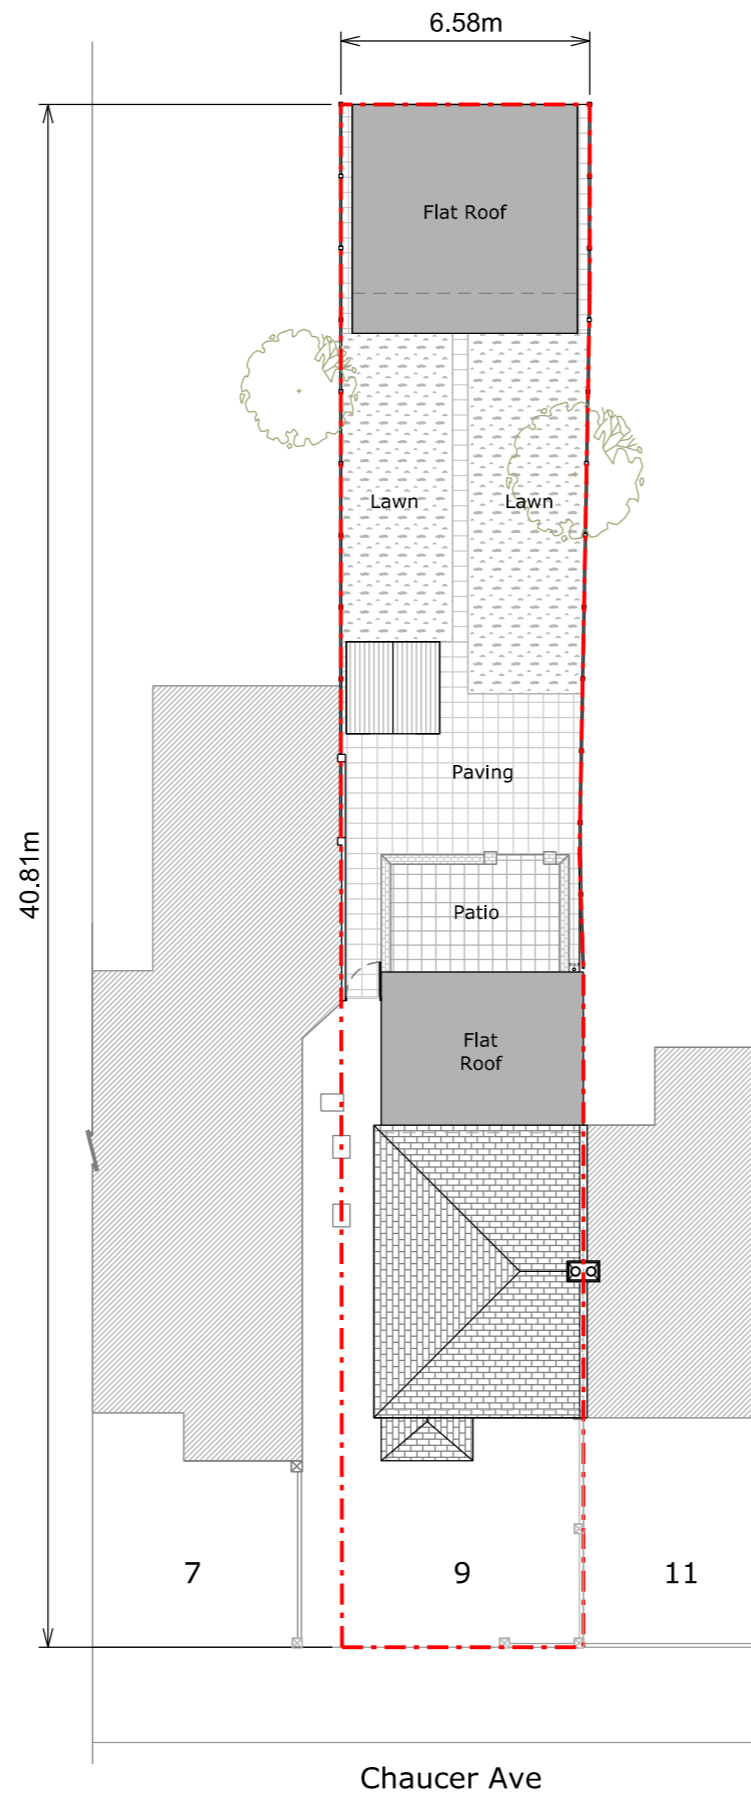 6.58m
Flat Roof
Lawn
Lawn
Paving
40.81m
Patio
Flat
Roof
7
9
11
Chaucer Ave